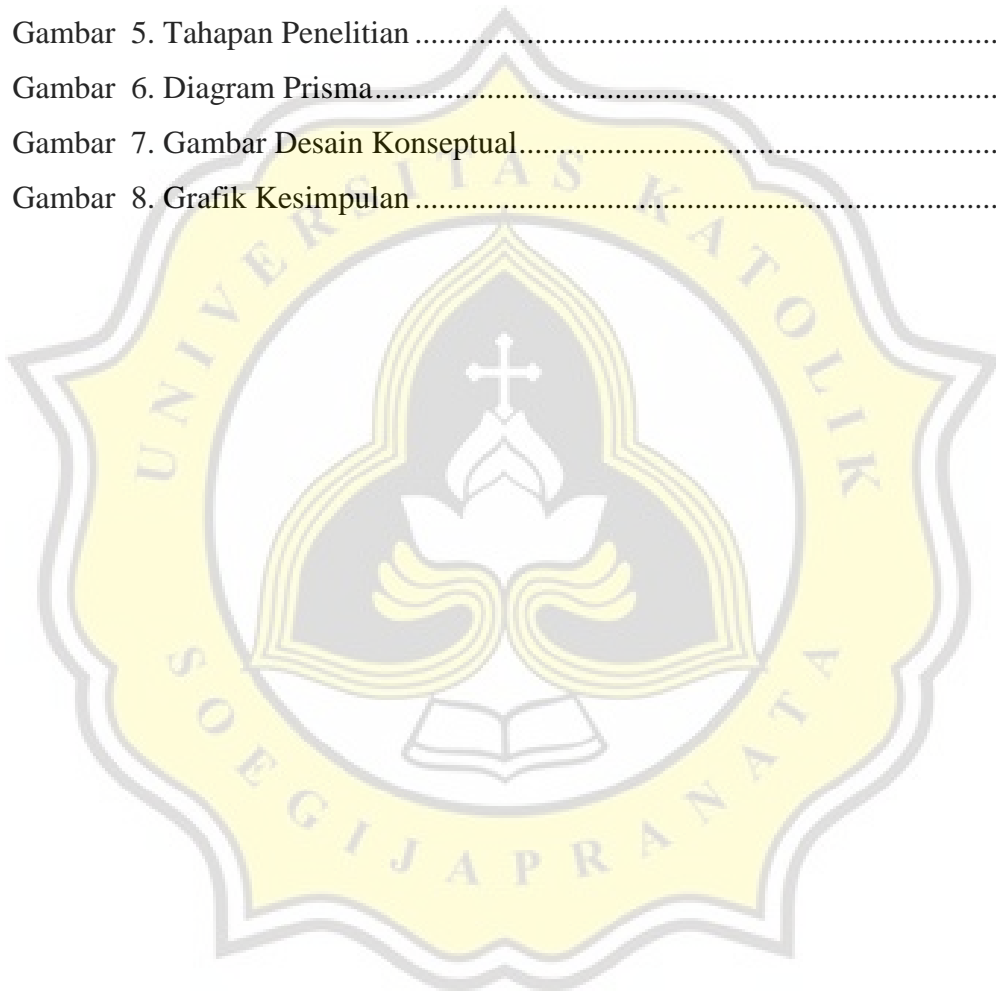 Gambar  5. Tahapan Penelitian ..........................................................................
Gambar  6. Diagram Prisma...............................................................................
Gambar  7. Gambar Desain Konseptual.............................................................
Gambar  8. Grafik Kesimpulan ..........................................................................
UNIVERSITAS KATOLIK
SOEGIJAPRANATA